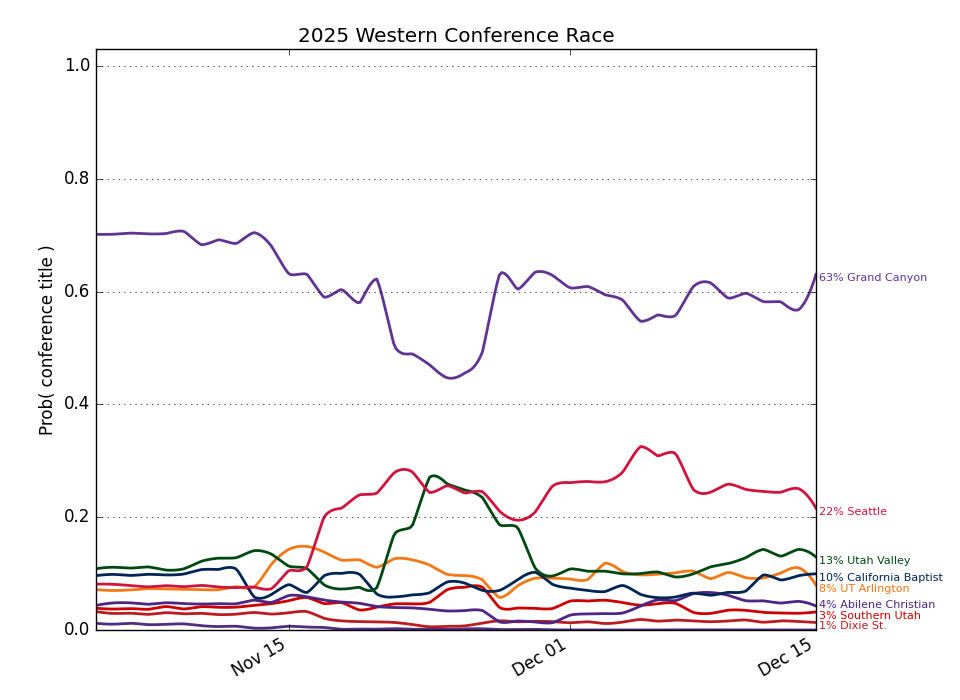 2025 Western Conference Race
Prob( conference title )
1.0
0.8
0.6
0.4
0.2
0.0
Nov 15
Dec 01
Dec 15
63% Grand Canyon
22% Seattle
13% Utah Valley
10% California Baptist
8% UT Arlington
4% Abilene Christian
3% Southern Utah
1% Dixie St.